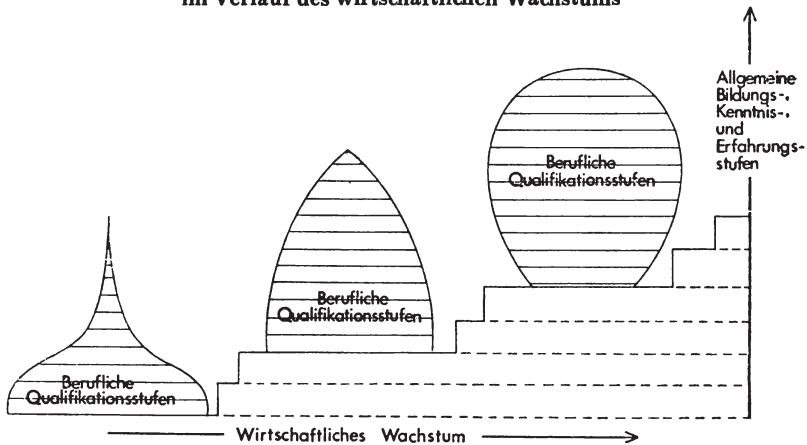 im Verlauf des wirtschaftlichen Wachstums
Allgemeine
Bildungs-,
Kenntnis-,
und
Erfahrungs-
stufen
Berufliche
Qualifikationsstufen
Berufliche
Qualifikationsstufen
Berufliche
Qualifikationsstufen
Wirtschaftliches Wachstum